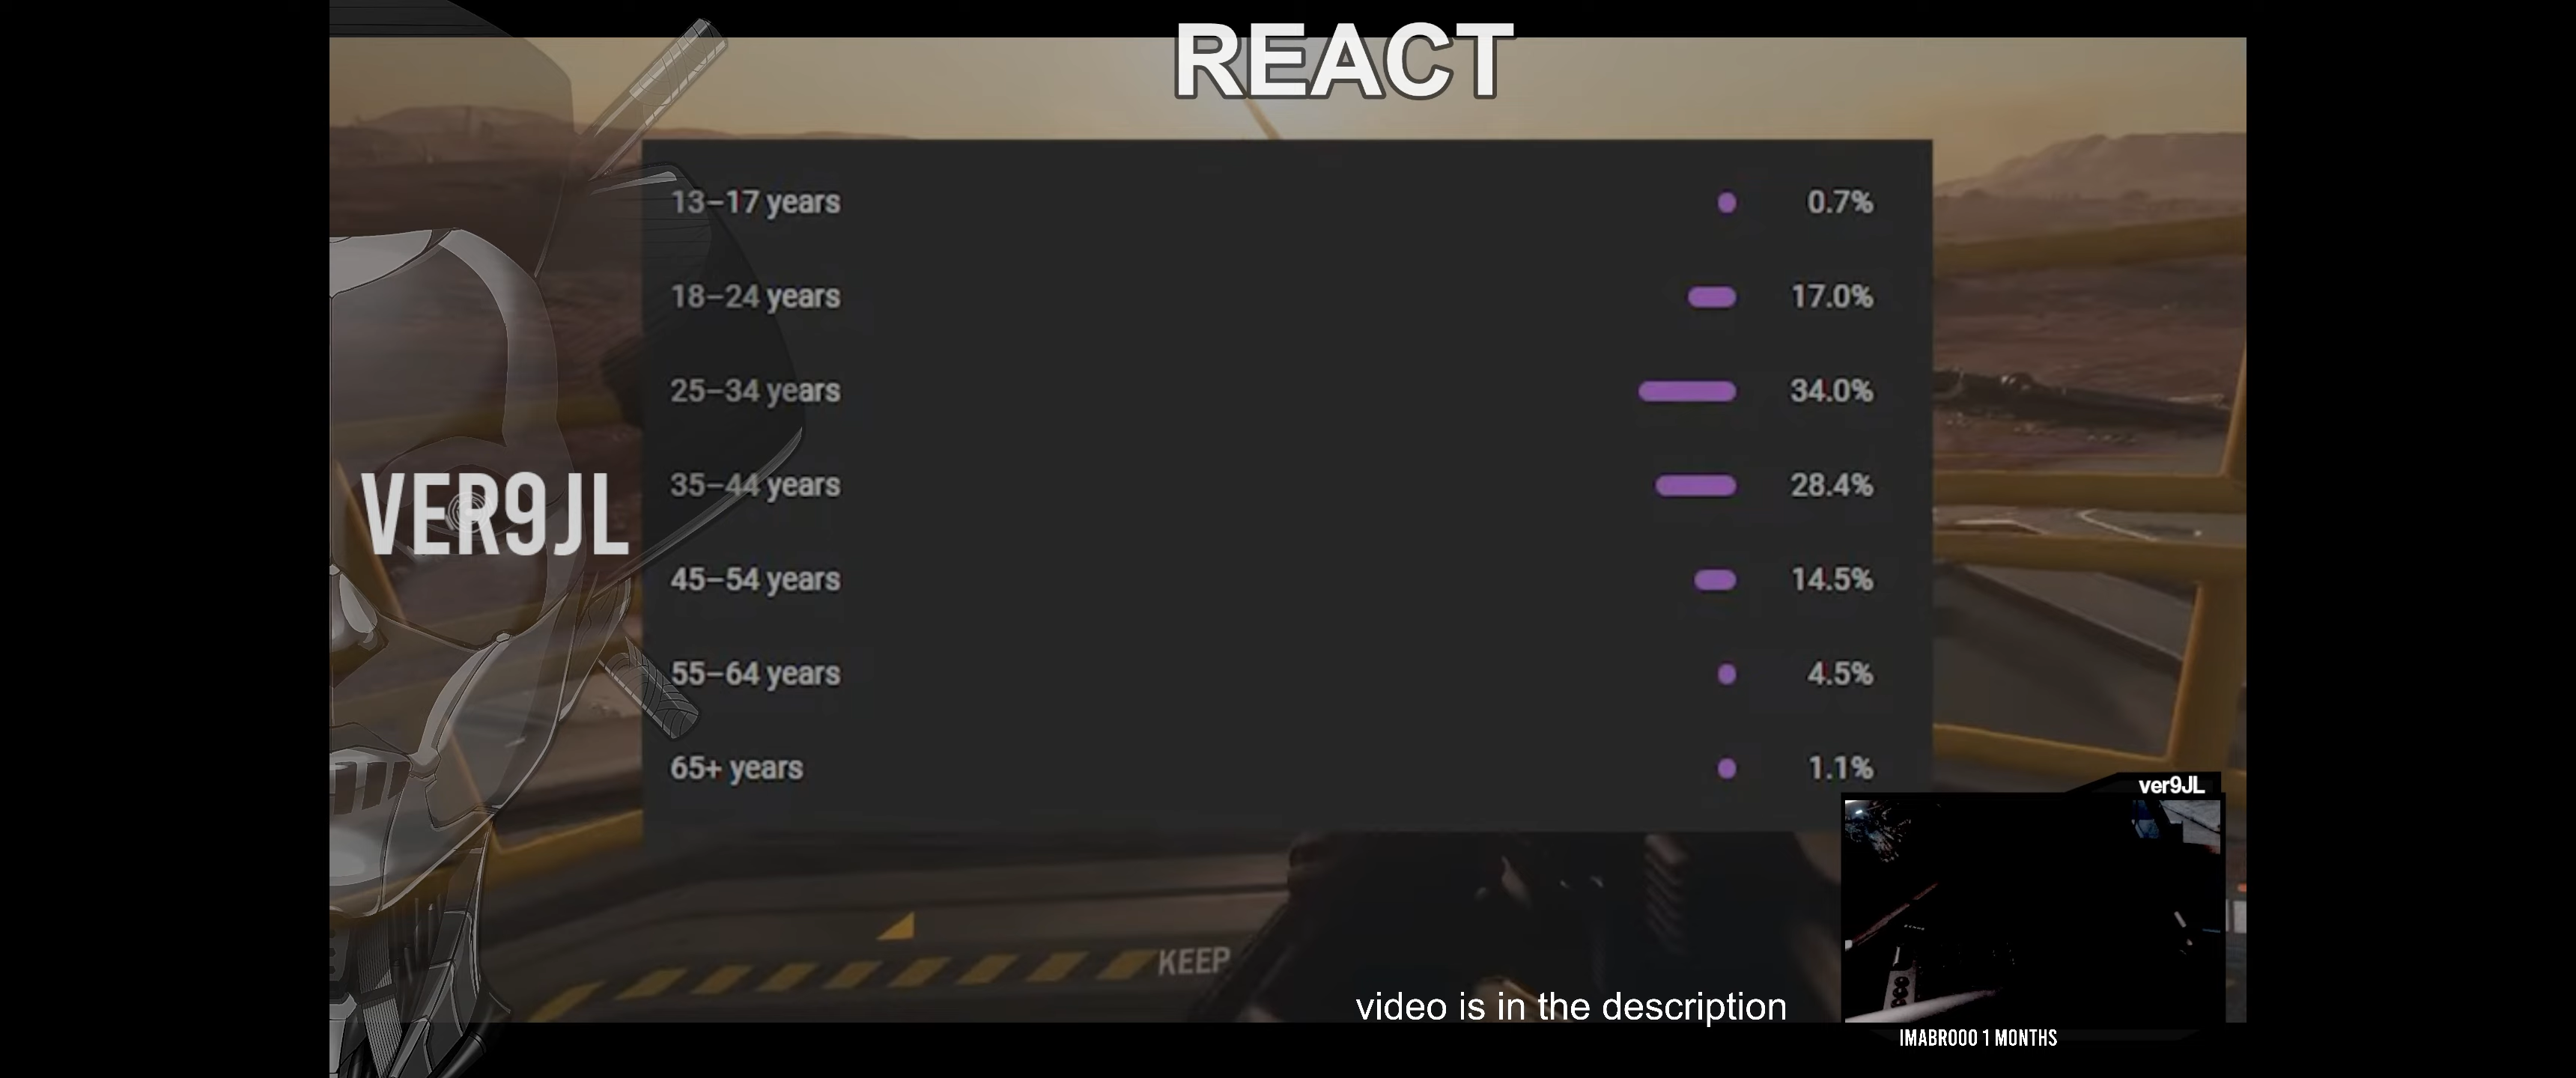 REACT
13–17 years 0.7%
18–24 years 17.0%
25–34 years 34.0%
35–44 years 28.4%
45–54 years 14.5%
55–64 years 4.5%
65+ years 1.1%
VER9JL
ver9JL
KEEP
video is in the description
IMABROOO 1 MONTHS